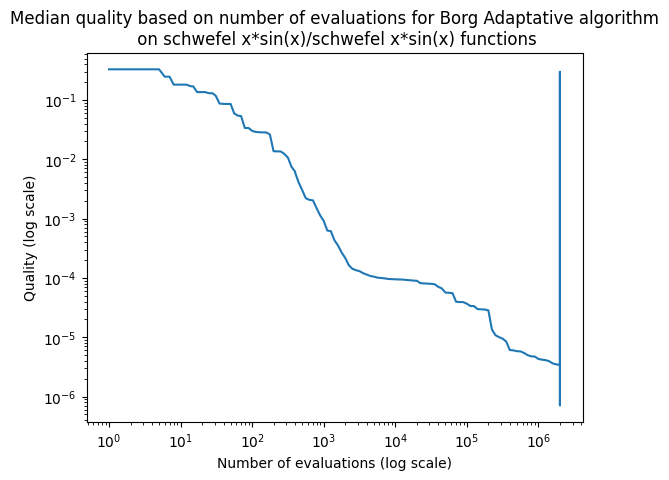 Median quality based on number of evaluations for Borg Adaptative algorithm
on schwefel x*sin(x)/schwefel x*sin(x) functions
Quality (log scale)
10⁻¹
10⁻²
10⁻³
10⁻⁴
10⁻⁵
10⁻⁶
10⁰ 10¹ 10² 10³ 10⁴ 10⁵ 10⁶
Number of evaluations (log scale)